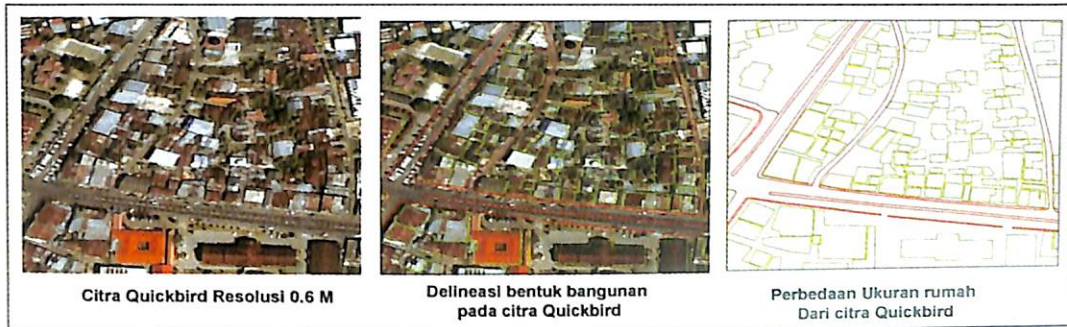 Citra Quickbird Resolusi 0.6 M
Delineasi bentuk bangunan
pada citra Quickbird
Perbedaan Ukuran rumah
Dari citra Quickbird